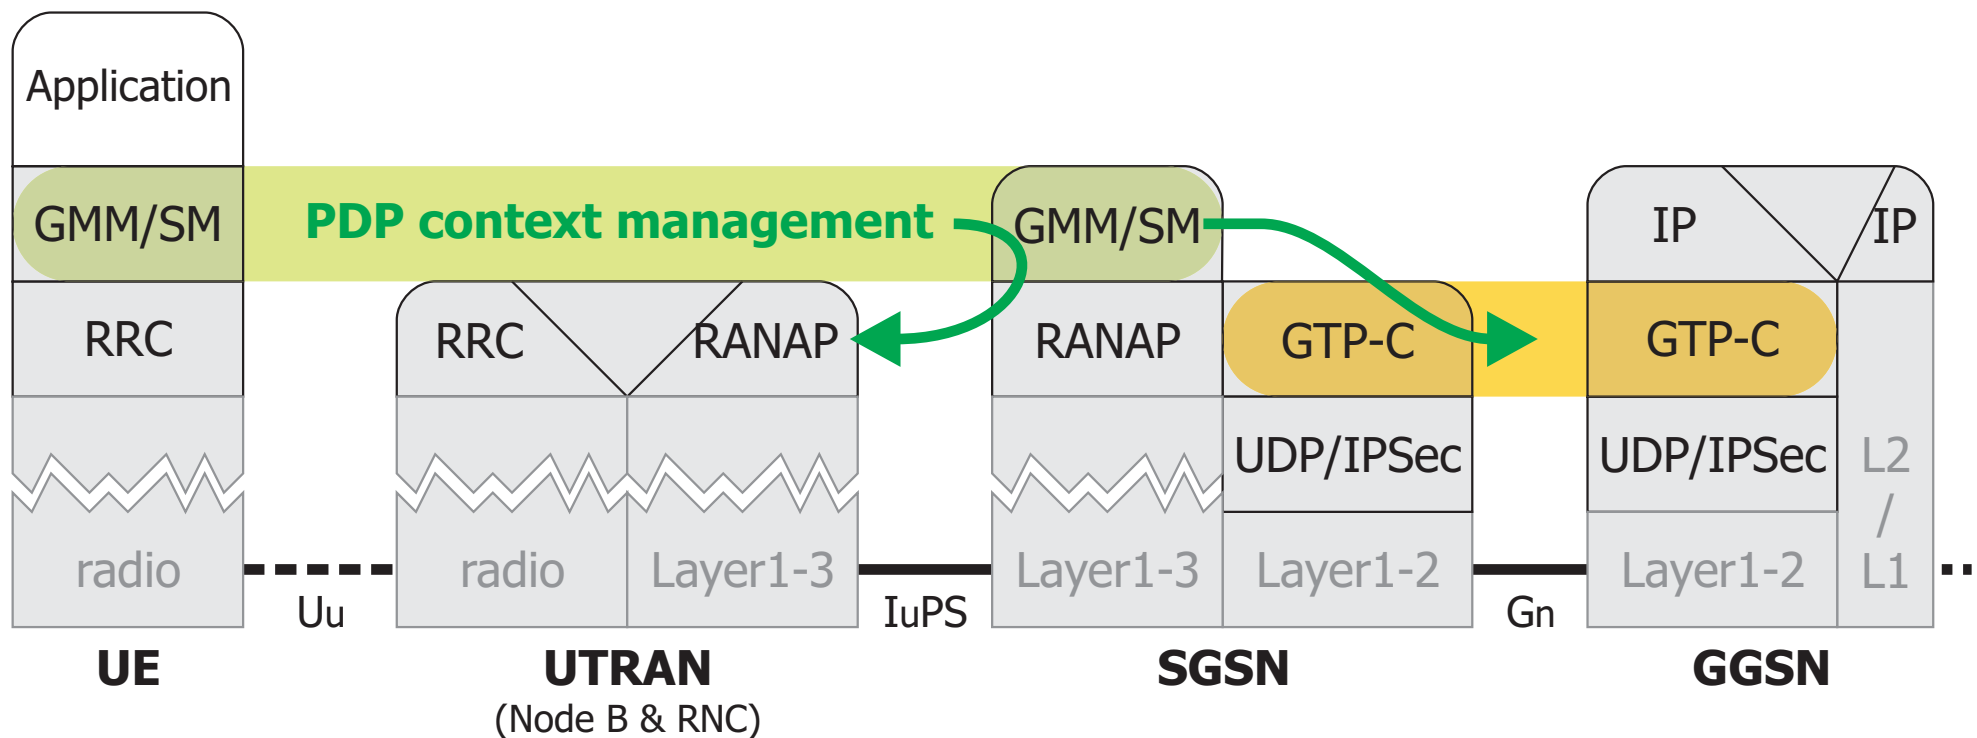 Application
GMM/SM
PDP context management
GMM/SM
IP
IP
RRC
RRC
RANAP
RANAP
GTP-C
GTP-C
UDP/IPSec
UDP/IPSec
L2
/
L1
radio
radio
Layer1-3
Layer1-3
Layer1-2
Layer1-2
Uu
IuPS
Gn
UE
UTRAN
(Node B & RNC)
SGSN
GGSN